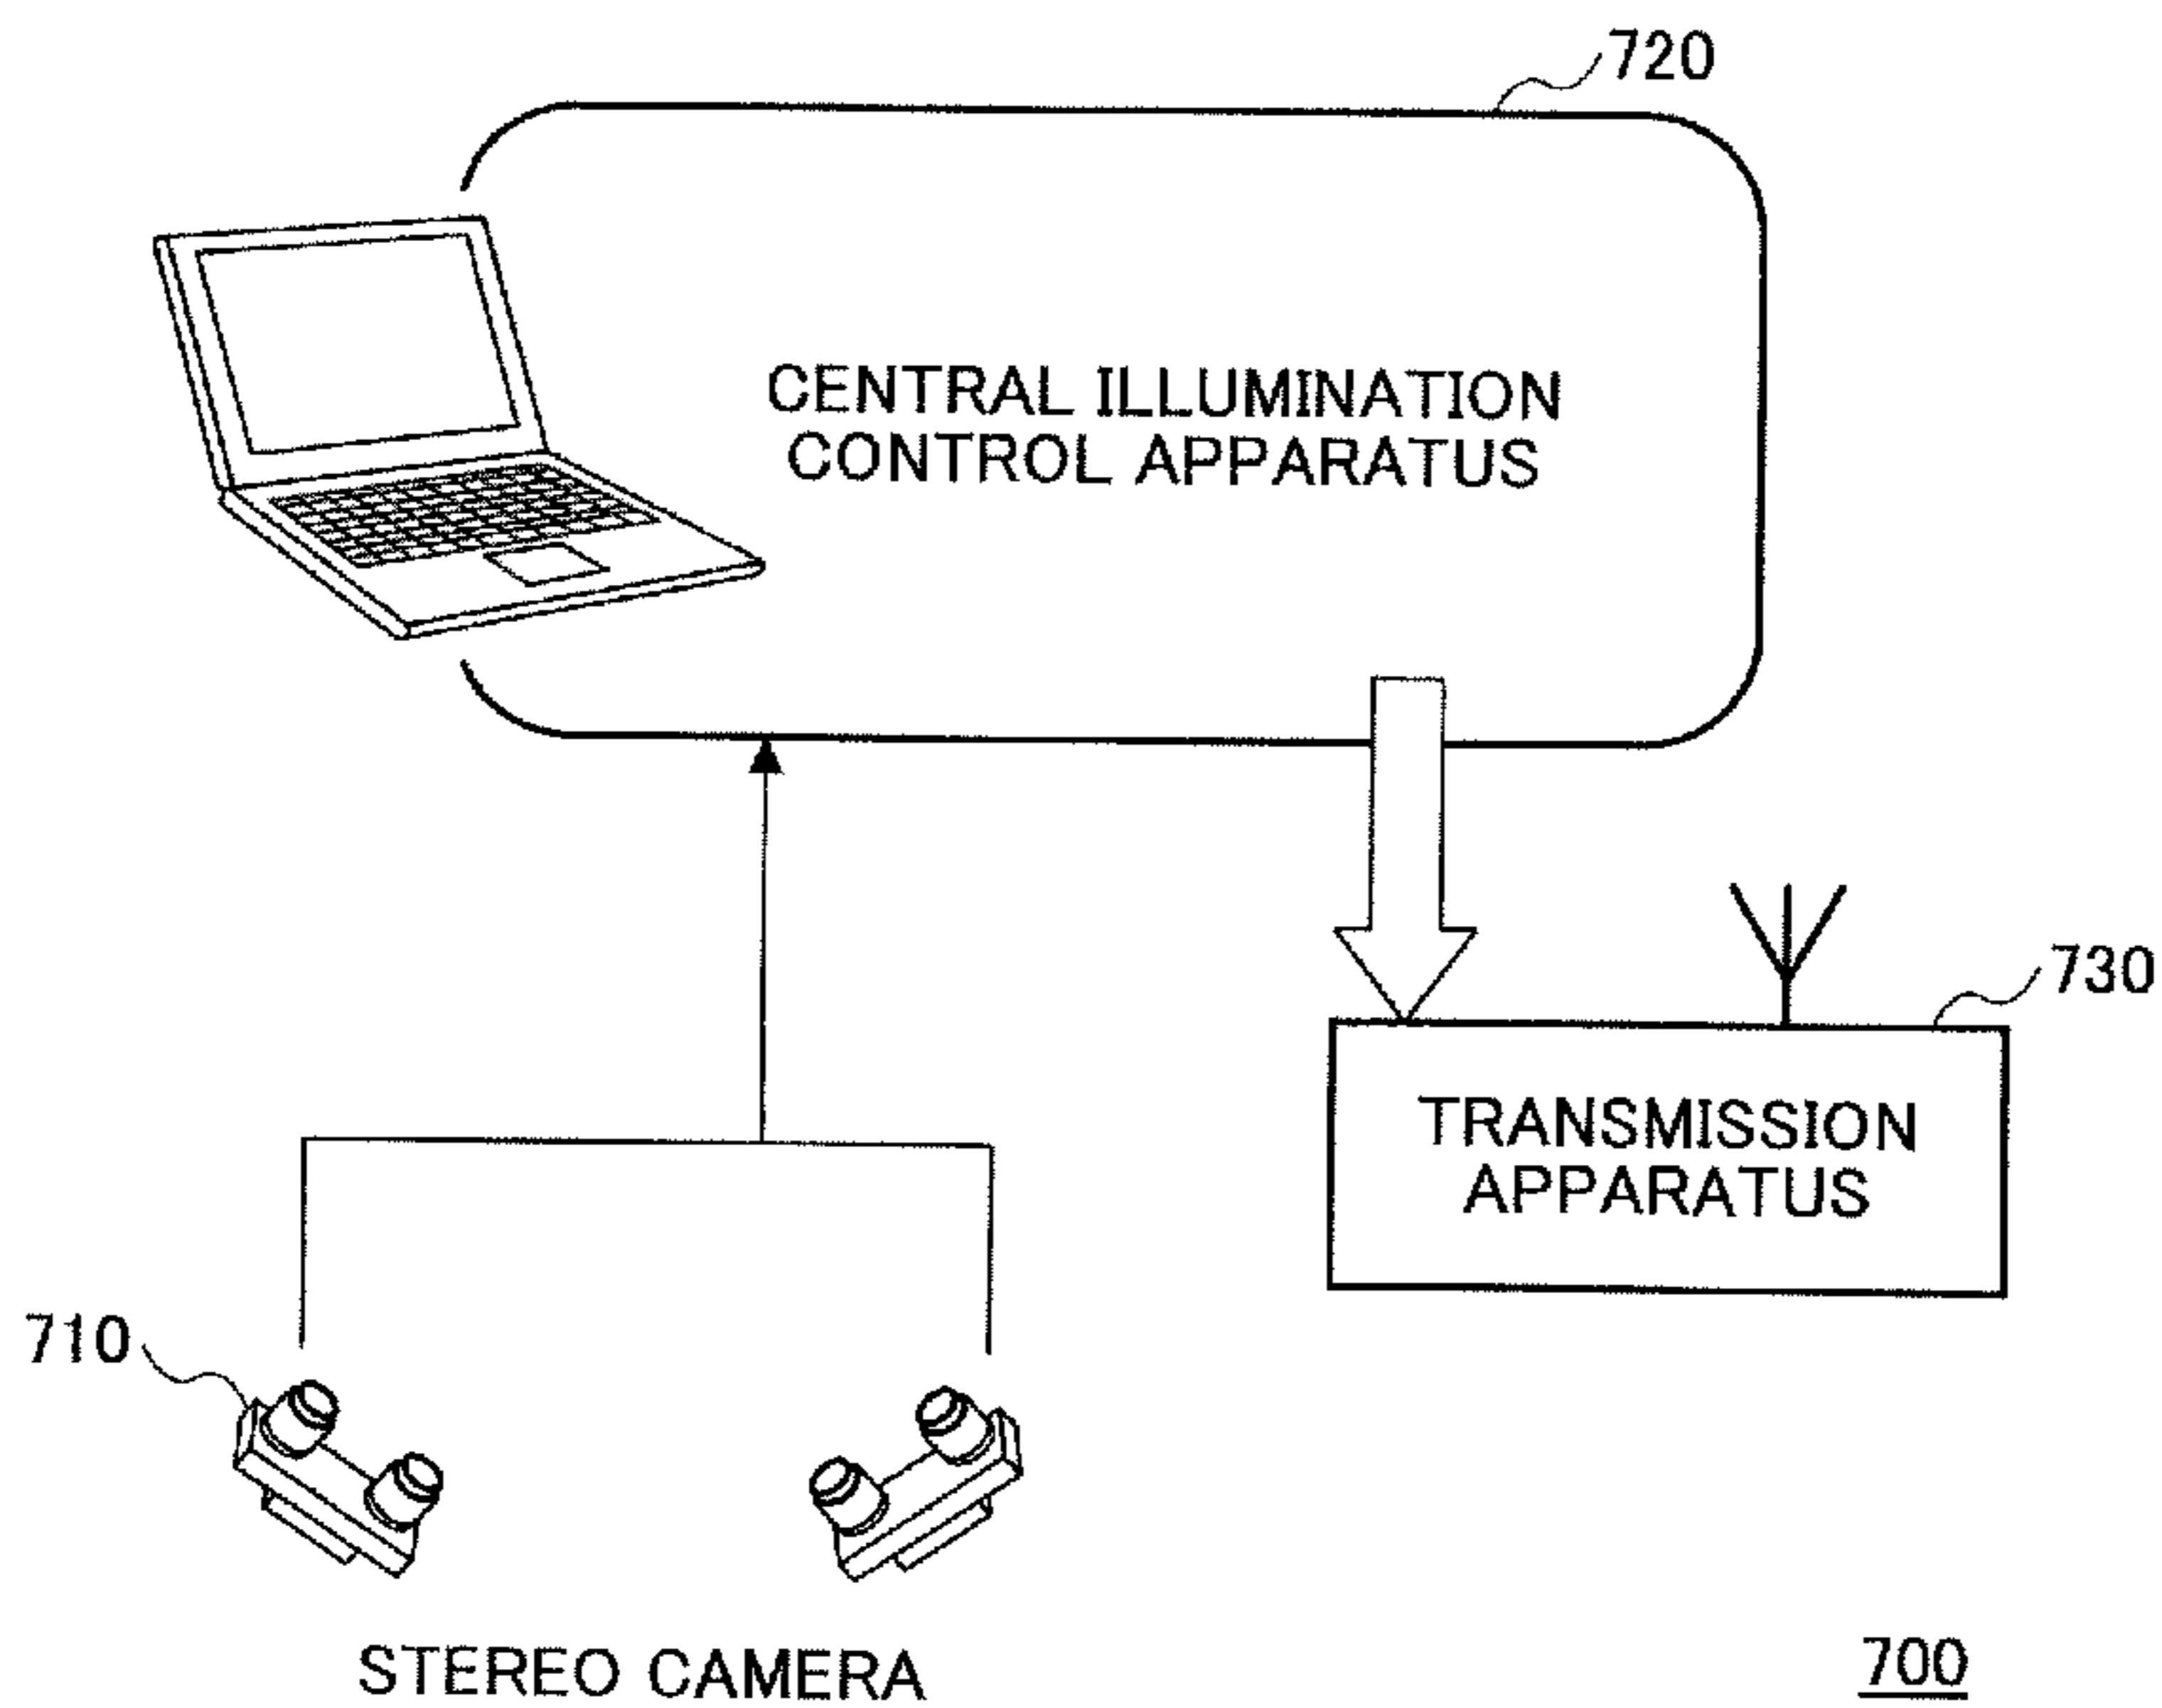 720
CENTRAL ILLUMINATION
CONTROL APPARATUS
730
TRANSMISSION
APPARATUS
710
STEREO CAMERA
700